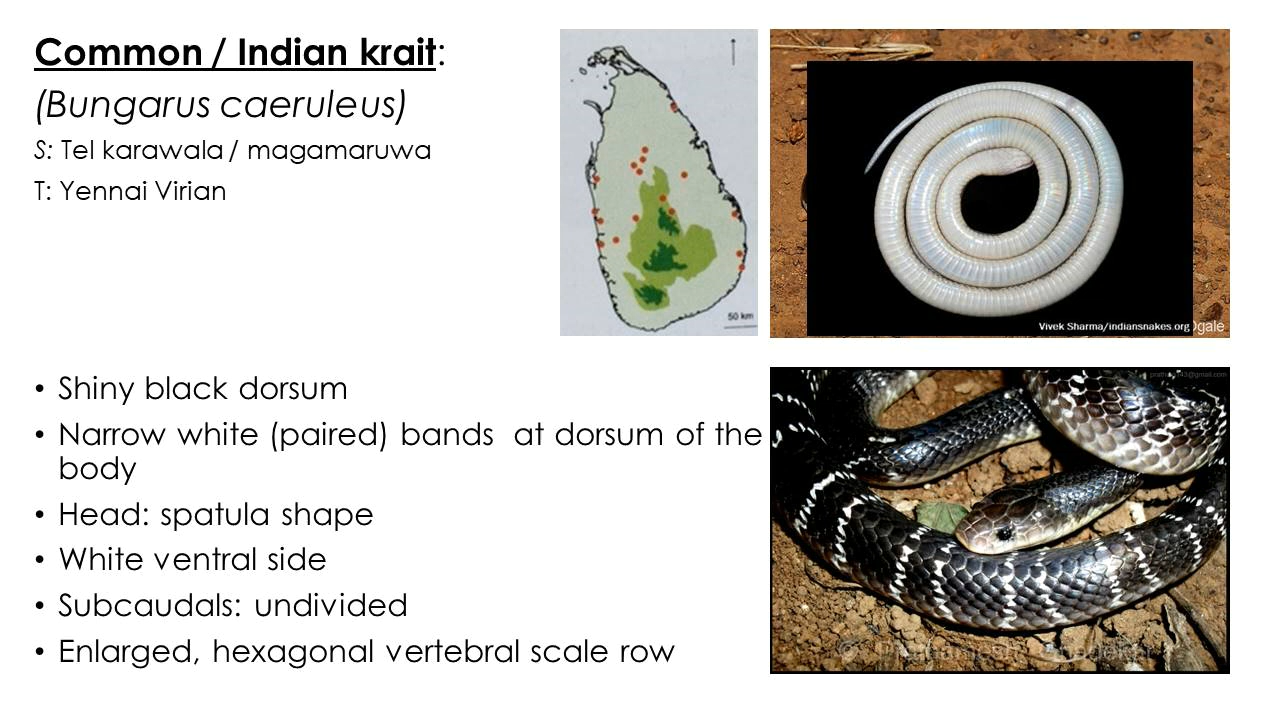 Common / Indian krait:
(Bungarus caeruleus)
S: Tel karawala / magamaruwa
T: Yennai Virian
50 km
Vivek Sharma/indiansnakes.org
Ogale
• Shiny black dorsum
• Narrow white (paired) bands at dorsum of the
body
• Head: spatula shape
• White ventral side
• Subcaudals: undivided
• Enlarged, hexagonal vertebral scale row